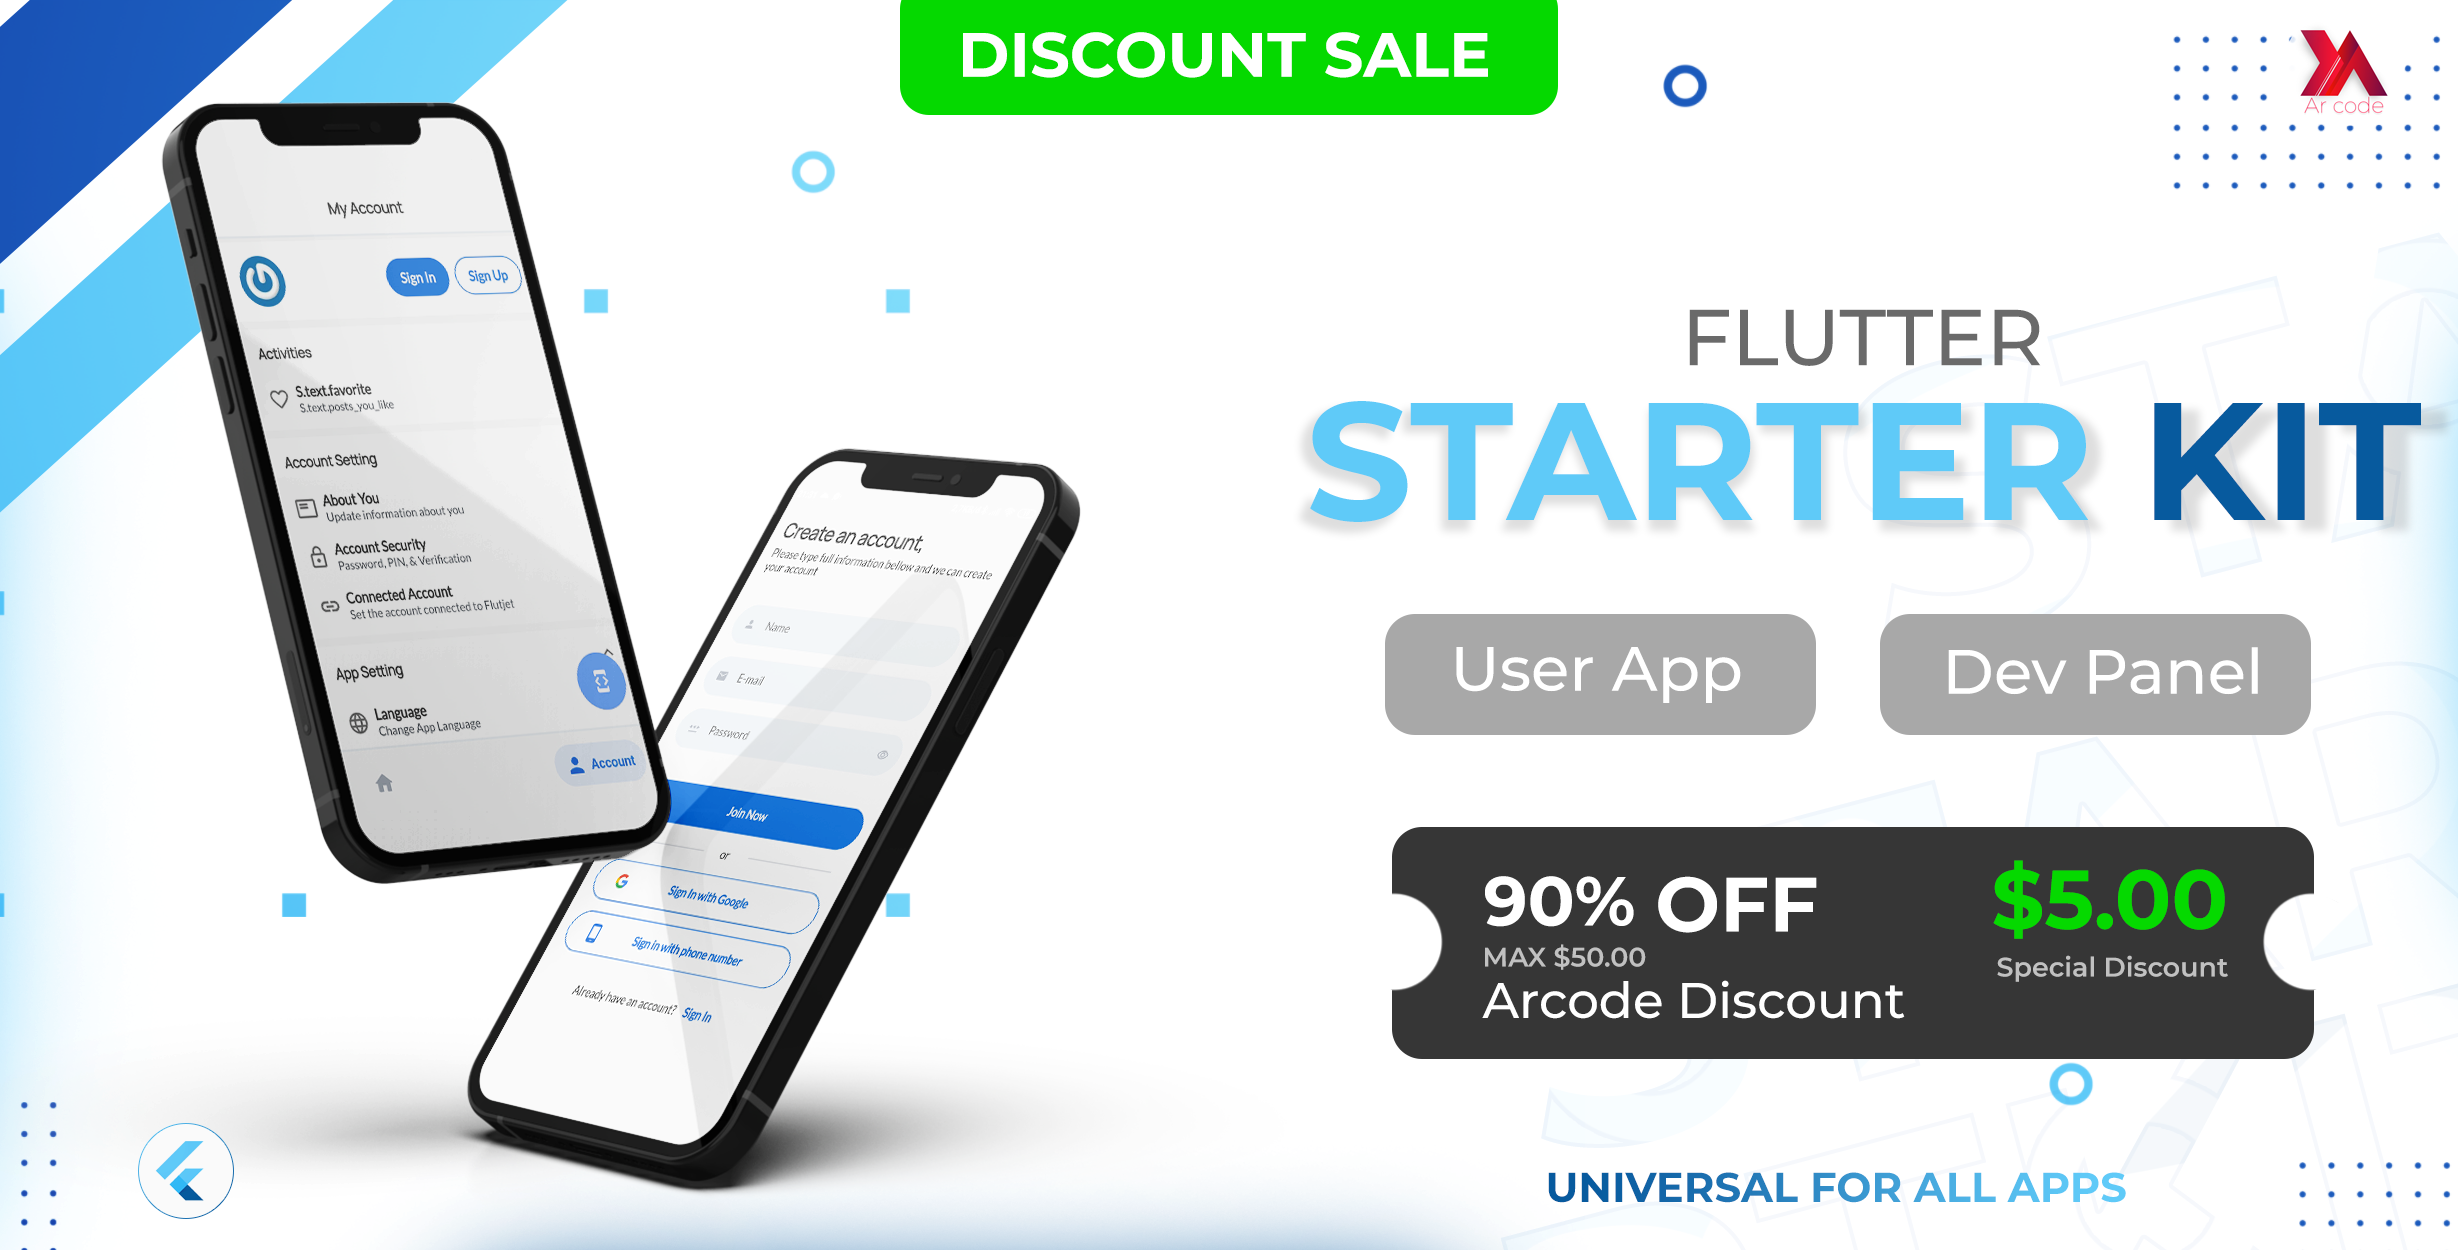 DISCOUNT SALE
Ar code
My Account
Sign In
Sign Up
Activities
S.text.favorite
S.text.posts_you_like
Account Setting
About You
Update information about you
Account Security
Password, PIN, & Verification
Connected Account
Set the account connected to Flutjet
App Setting
Language
Change App Language
Account
Create an account,
Please type full information bellow and we can create
your account
Name
E-mail
Password
Join Now
or
Sign In with Google
Sign in with phone number
Already have an account? Sign In
FLUTTER
STARTER KIT
User App
Dev Panel
90% OFF
MAX $50.00
Arcode Discount
$5.00
Special Discount
UNIVERSAL FOR ALL APPS